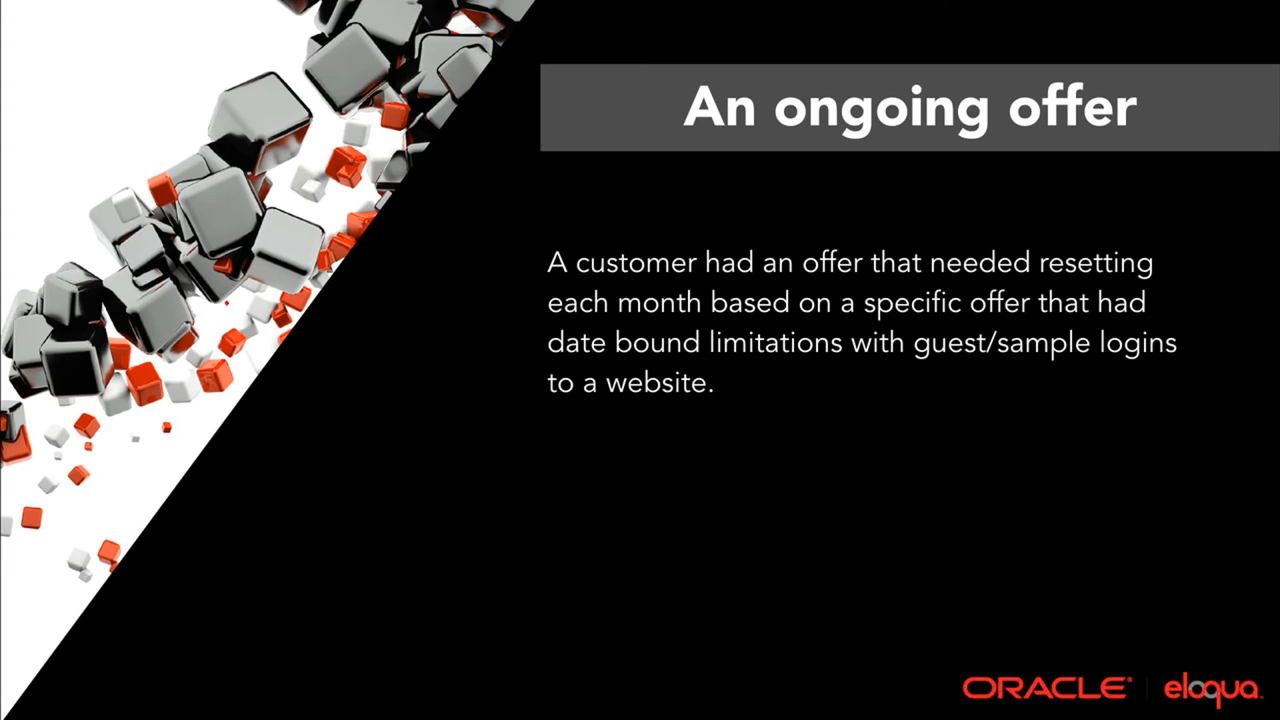 An ongoing offer
A customer had an offer that needed resetting
each month based on a specific offer that had
date bound limitations with guest/sample logins
to a website.
ORACLE® | eloqua™